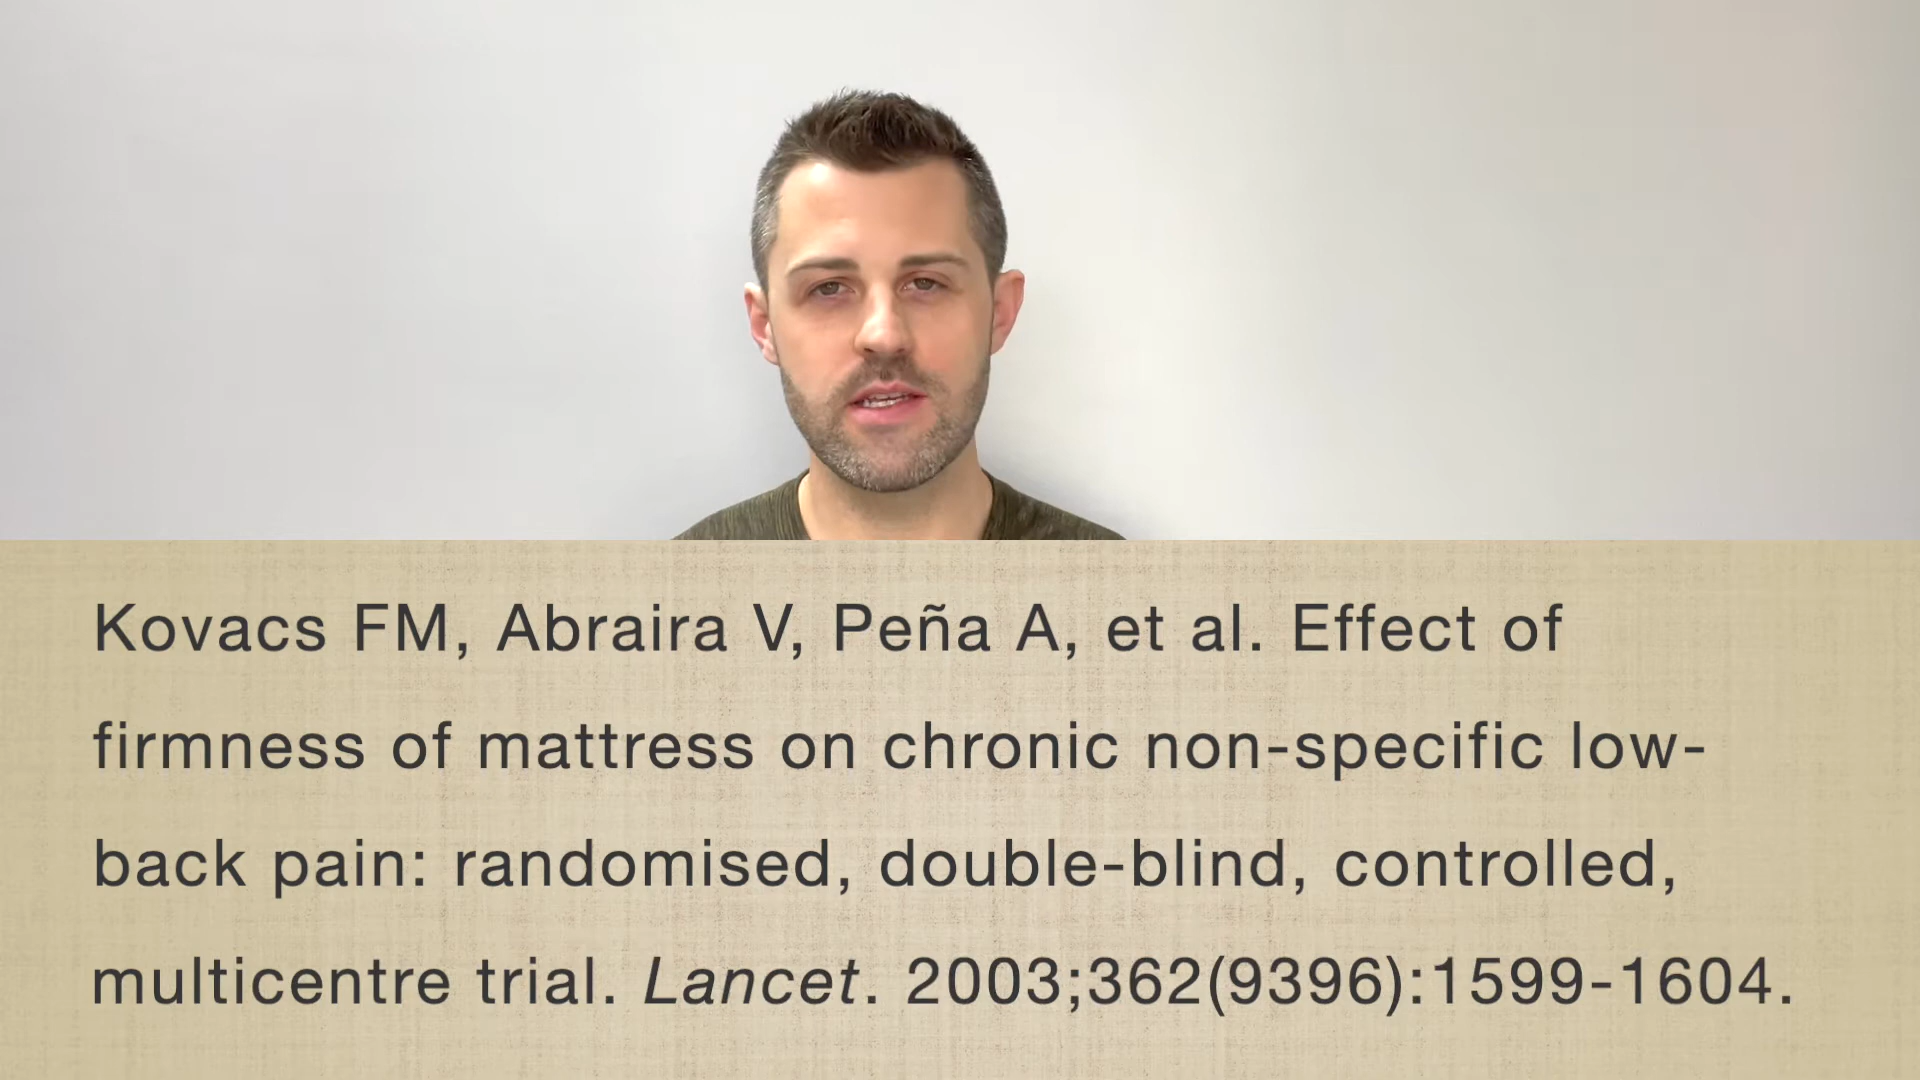 Kovacs FM, Abraira V, Peña A, et al. Effect of
firmness of mattress on chronic non-specific low-
back pain: randomised, double-blind, controlled,
multicentre trial. Lancet. 2003;362(9396):1599-1604.